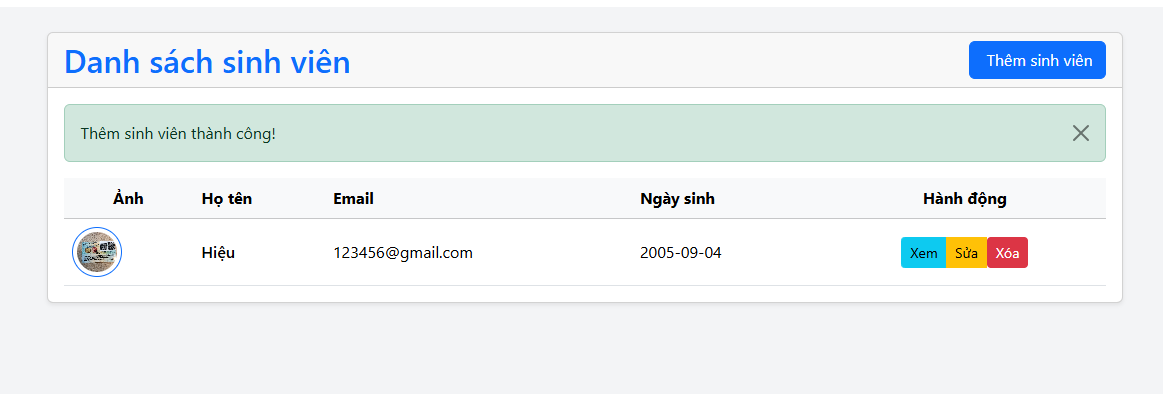 Danh sách sinh viên
Thêm sinh viên
Thêm sinh viên thành công!
Ảnh Họ tên Email Ngày sinh Hành động
Hiệu 123456@gmail.com 2005-09-04 Xem Sửa Xóa